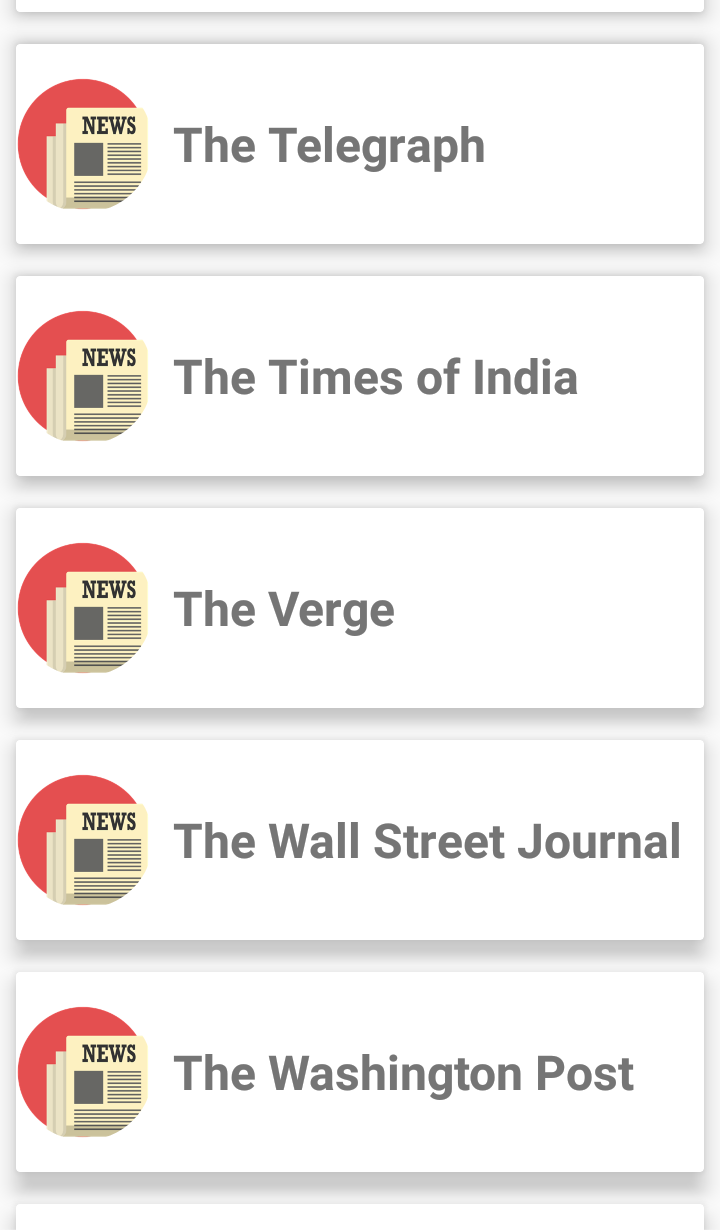 NEWS
The Telegraph
NEWS
The Times of India
NEWS
The Verge
NEWS
The Wall Street Journal
NEWS
The Washington Post